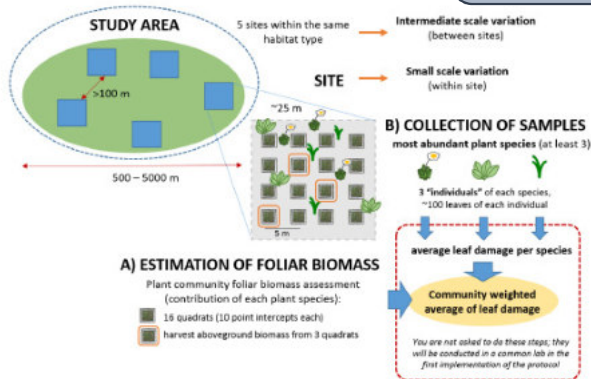 STUDY AREA
5 sites within the same
habitat type
Intermediate scale variation
(between sites)
>100 m
SITE
Small scale variation
(within site)
~25 m
500 – 5000 m
5 m
B) COLLECTION OF SAMPLES
most abundant plant species (at least 3)
3 "individuals" of each species,
~100 leaves of each individual
average leaf damage per species
Community weighted
average of leaf damage
You are not asked to do these steps; they
will be conducted in a common lab in the
first implementation of the protocol
A) ESTIMATION OF FOLIAR BIOMASS
Plant community foliar biomass assessment
(contribution of each plant species):
16 quadrats (10 point intercepts each)
harvest aboveground biomass from 3 quadrats